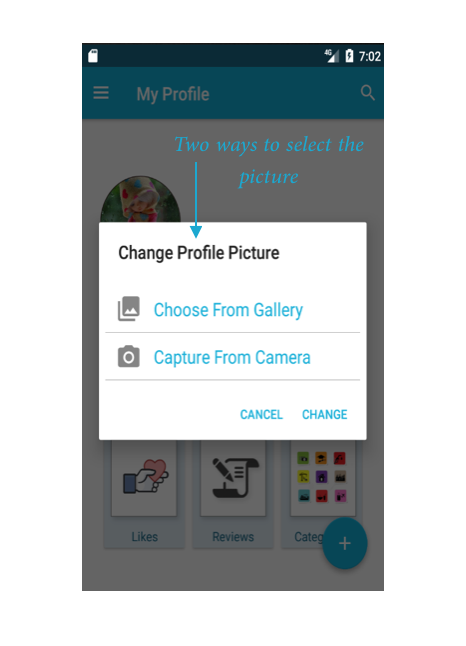 4G 7:02
My Profile
Two ways to select the
picture
Change Profile Picture
Choose From Gallery
Capture From Camera
CANCEL CHANGE
Likes Reviews Categ
+